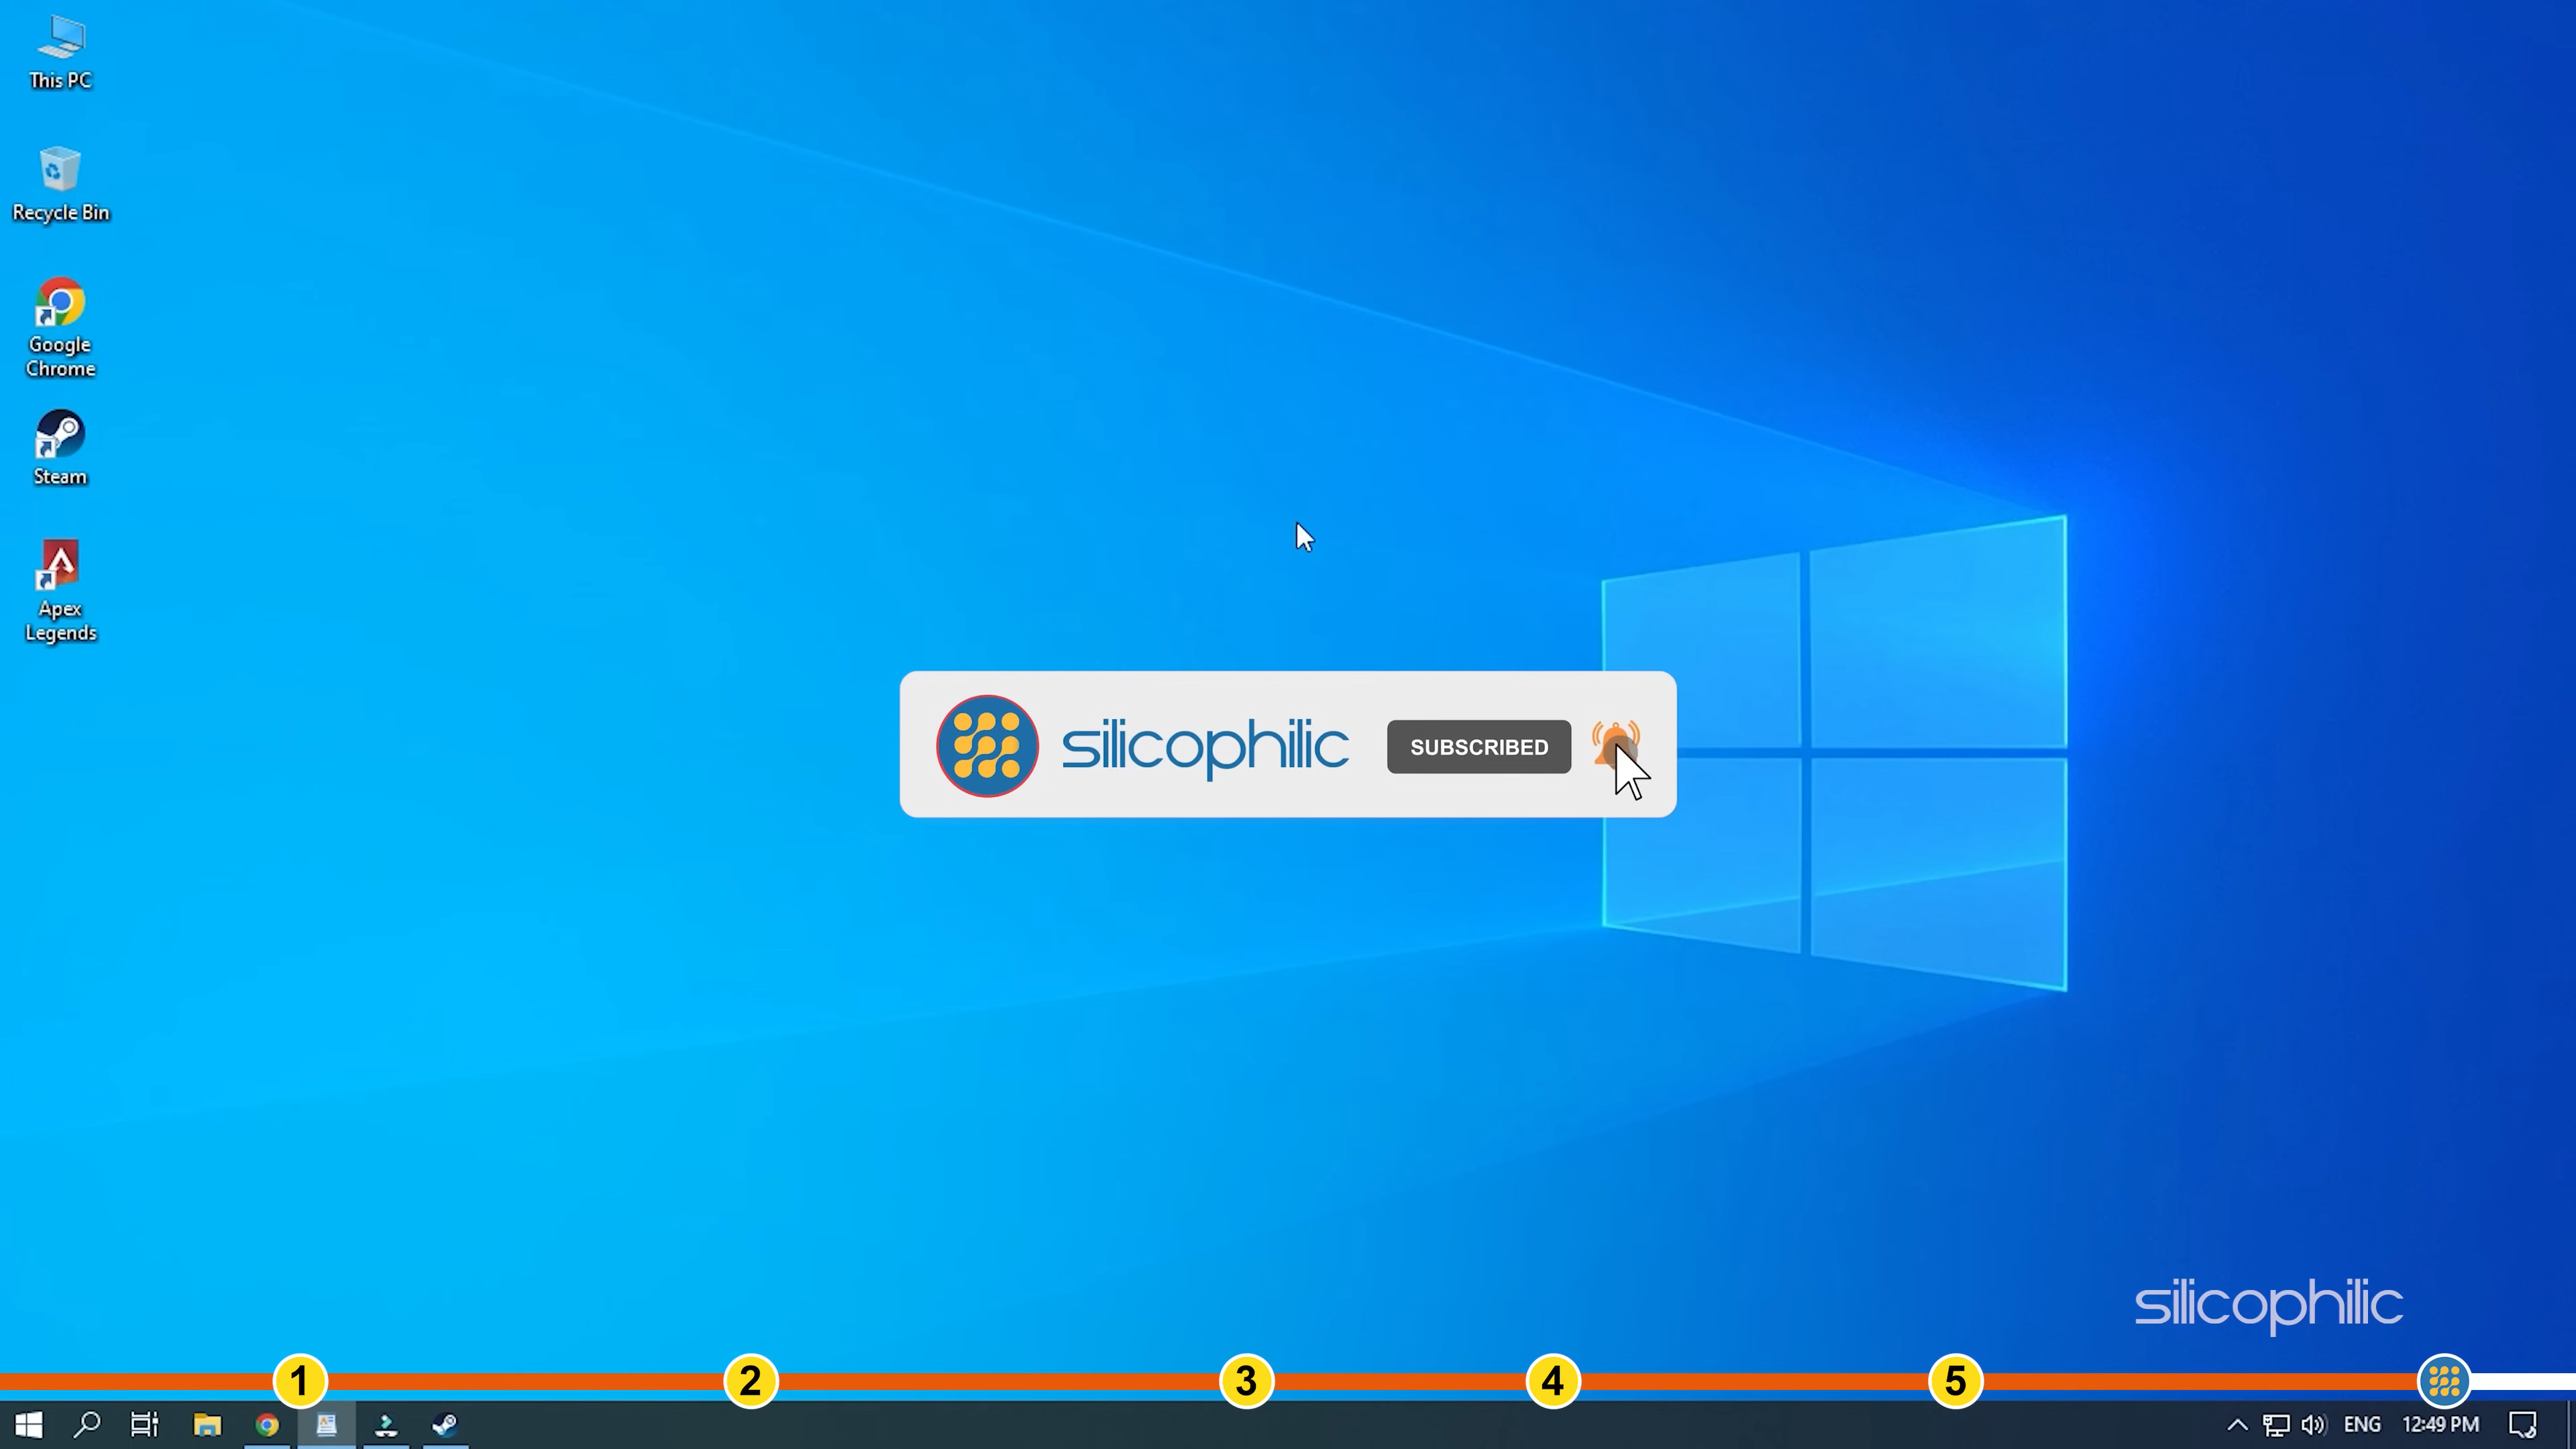 This PC
Recycle Bin
Google
Chrome
Steam
Apex
Legends
silicophilic
SUBSCRIBED
silicophilic
1
2
3
4
5
ENG
12:49 PM